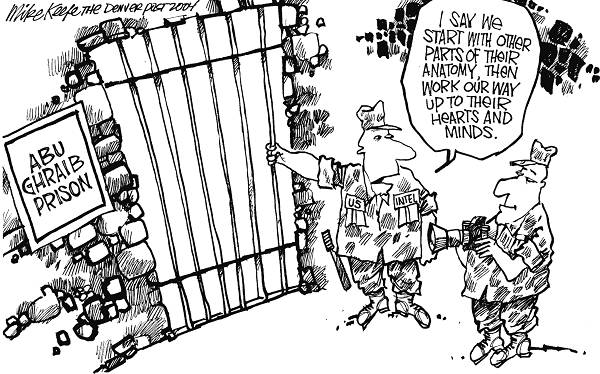 Mike Keefe THE DENVER POST 2004
I SAY WE
START WITH OTHER
PARTS OF THEIR
ANATOMY, THEN
WORK OUR WAY
UP TO THEIR
HEARTS AND
MINDS.
ABU
GHRAIB
PRISON
US
INTEL